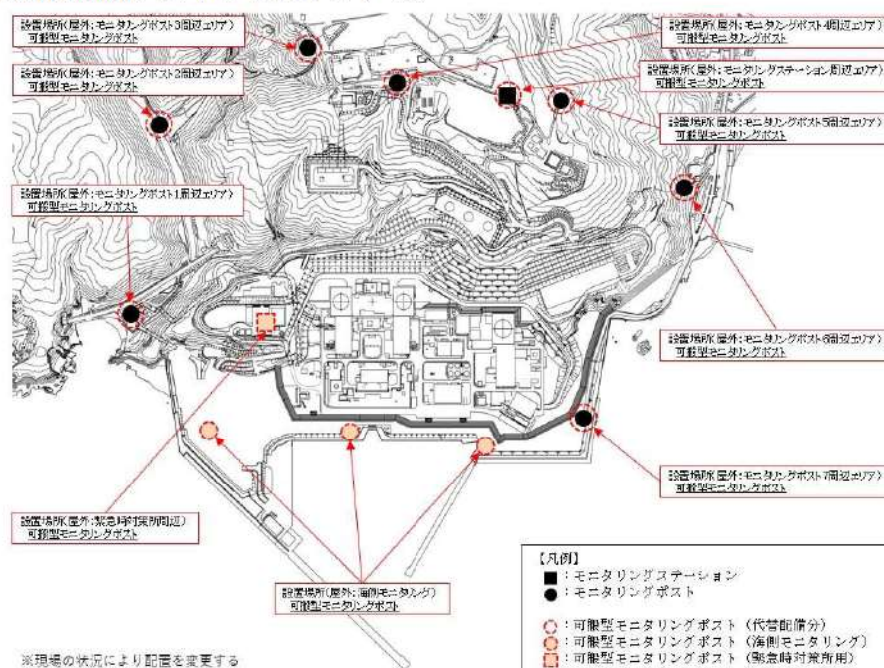 設置場所(屋外:モニタリングポスト3周辺エリア)
可搬型モニタリングポスト
設置場所(屋外:モニタリングポスト2周辺エリア)
可搬型モニタリングポスト
設置場所(屋外:モニタリングポスト1周辺エリア)
可搬型モニタリングポスト
設置場所(屋外:モニタリングポスト4周辺エリア)
可搬型モニタリングポスト
設置場所(屋外:モニタリングステーション周辺エリア)
可搬型モニタリングポスト
設置場所(屋外:モニタリングポスト5周辺エリア)
可搬型モニタリングポスト
設置場所(屋外:モニタリングポスト6周辺エリア)
可搬型モニタリングポスト
設置場所(屋外:モニタリングポスト7周辺エリア)
可搬型モニタリングポスト
設置場所(屋外:緊急時対策所周辺)
可搬型モニタリングポスト
設置場所(屋外:海側モニタリング)
可搬型モニタリングポスト
【凡例】
■:モニタリングステーション
●:モニタリングポスト
:可搬型モニタリングポスト(代替配備分)
:可搬型モニタリングポスト(海側モニタリング)
:可搬型モニタリングポスト(緊急時対策所用)
※現場の状況により配置を変更する